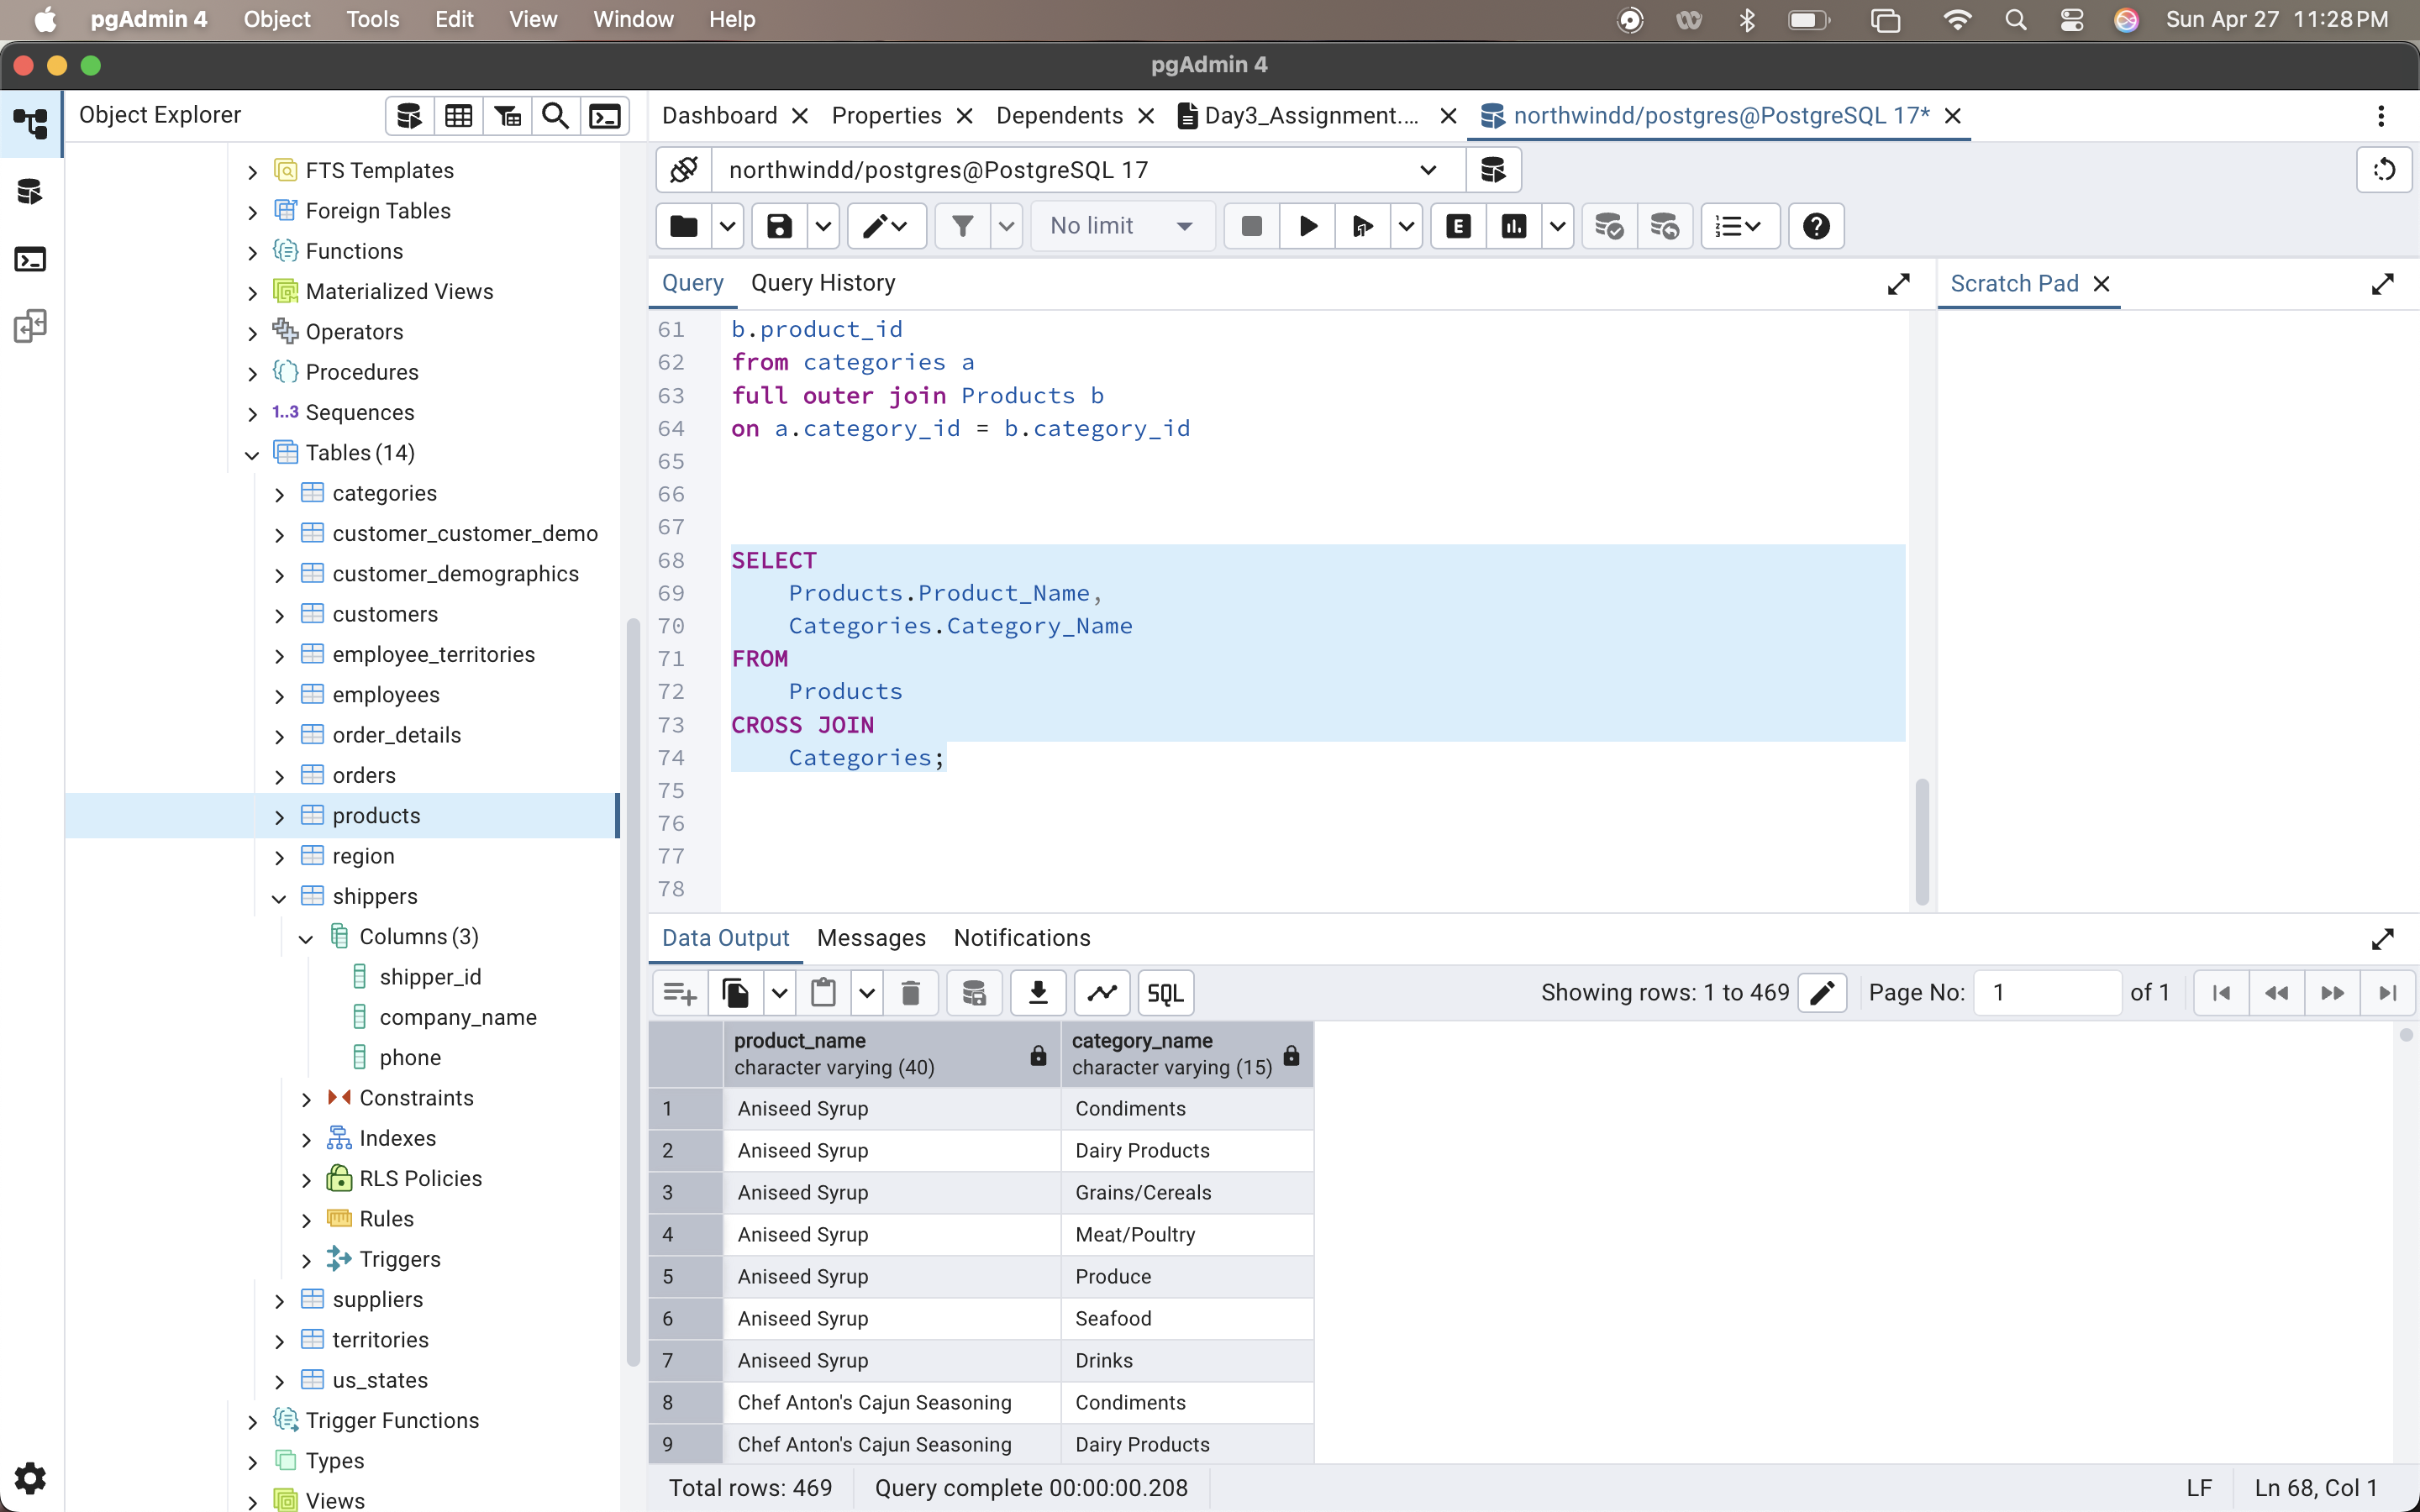 pgAdmin 4 Object Tools Edit View Window Help Sun Apr 27 11:28 PM
pgAdmin 4
Object Explorer
Dashboard Properties Dependents Day3_Assignment.... northwindd/postgres@PostgreSQL 17*
northwindd/postgres@PostgreSQL 17
No limit
E
Query Query History
Scratch Pad
FTS Templates
Foreign Tables
Functions
Materialized Views
Operators
Procedures
1..3 Sequences
Tables (14)
categories
customer_customer_demo
customer_demographics
customers
employee_territories
employees
order_details
orders
products
region
shippers
Columns (3)
shipper_id
company_name
phone
Constraints
Indexes
RLS Policies
Rules
Triggers
suppliers
territories
us_states
Trigger Functions
Types
Views
61 b.product_id
62 from categories a
63 full outer join Products b
64 on a.category_id = b.category_id
65
66
67
68 SELECT
69 Products.Product_Name,
70 Categories.Category_Name
71 FROM
72 Products
73 CROSS JOIN
74 Categories;
75
76
77
78
Data Output Messages Notifications
SQL Showing rows: 1 to 469 Page No: 1 of 1
product_name category_name
character varying (40) character varying (15)
1 Aniseed Syrup Condiments
2 Aniseed Syrup Dairy Products
3 Aniseed Syrup Grains/Cereals
4 Aniseed Syrup Meat/Poultry
5 Aniseed Syrup Produce
6 Aniseed Syrup Seafood
7 Aniseed Syrup Drinks
8 Chef Anton's Cajun Seasoning Condiments
9 Chef Anton's Cajun Seasoning Dairy Products
Total rows: 469 Query complete 00:00:00.208 LF Ln 68, Col 1